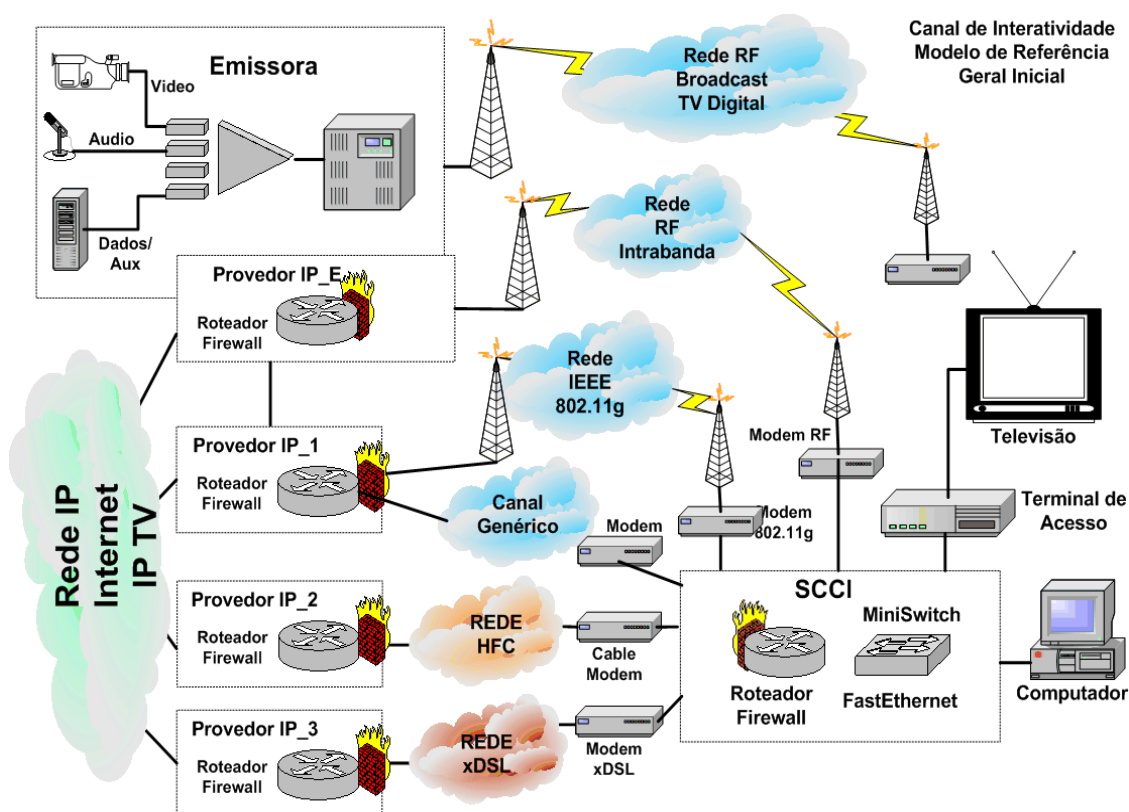 Canal de Interatividade
Modelo de Referência
Geral Inicial
Emissora
Video
Audio
Dados/
Aux
Rede RF
Broadcast
TV Digital
Rede
RF
Intrabanda
Provedor IP_E
Roteador
Firewall
Rede
IEEE
802.11g
Televisão
Provedor IP_1
Roteador
Firewall
Canal
Genérico
Modem RF
Modem
802.11g
Modem
Terminal de
Acesso
Rede IP
Internet
IP TV
Provedor IP_2
Roteador
Firewall
REDE
HFC
Cable
Modem
SCCI
MiniSwitch
Roteador
Firewall
FastEthernet
Computador
Provedor IP_3
Roteador
Firewall
REDE
xDSL
Modem
xDSL